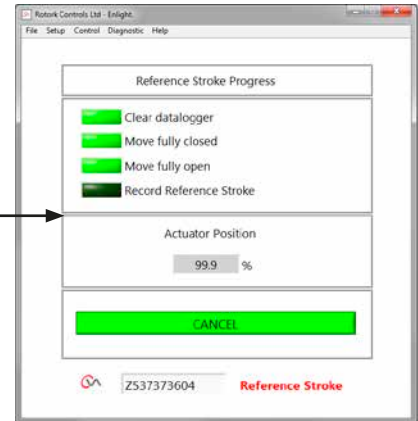 Rotork Controls Ltd - Enlight
File Setup Control Diagnostic Help
Reference Stroke Progress
Clear datalogger
Move fully closed
Move fully open
Record Reference Stroke
Actuator Position
99.9 %
CANCEL
Z537373604 Reference Stroke